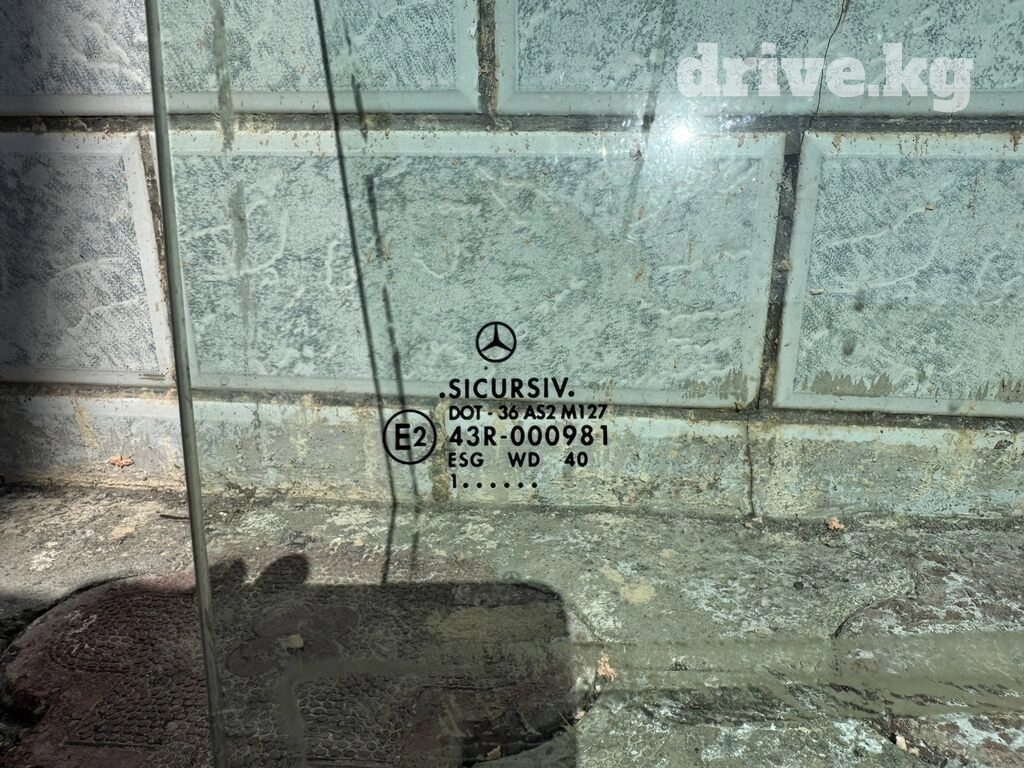 drive.kg
.SICURSIV.
DOT - 36 AS2 M127
E2
43R-000981
ESG WD 40
1......